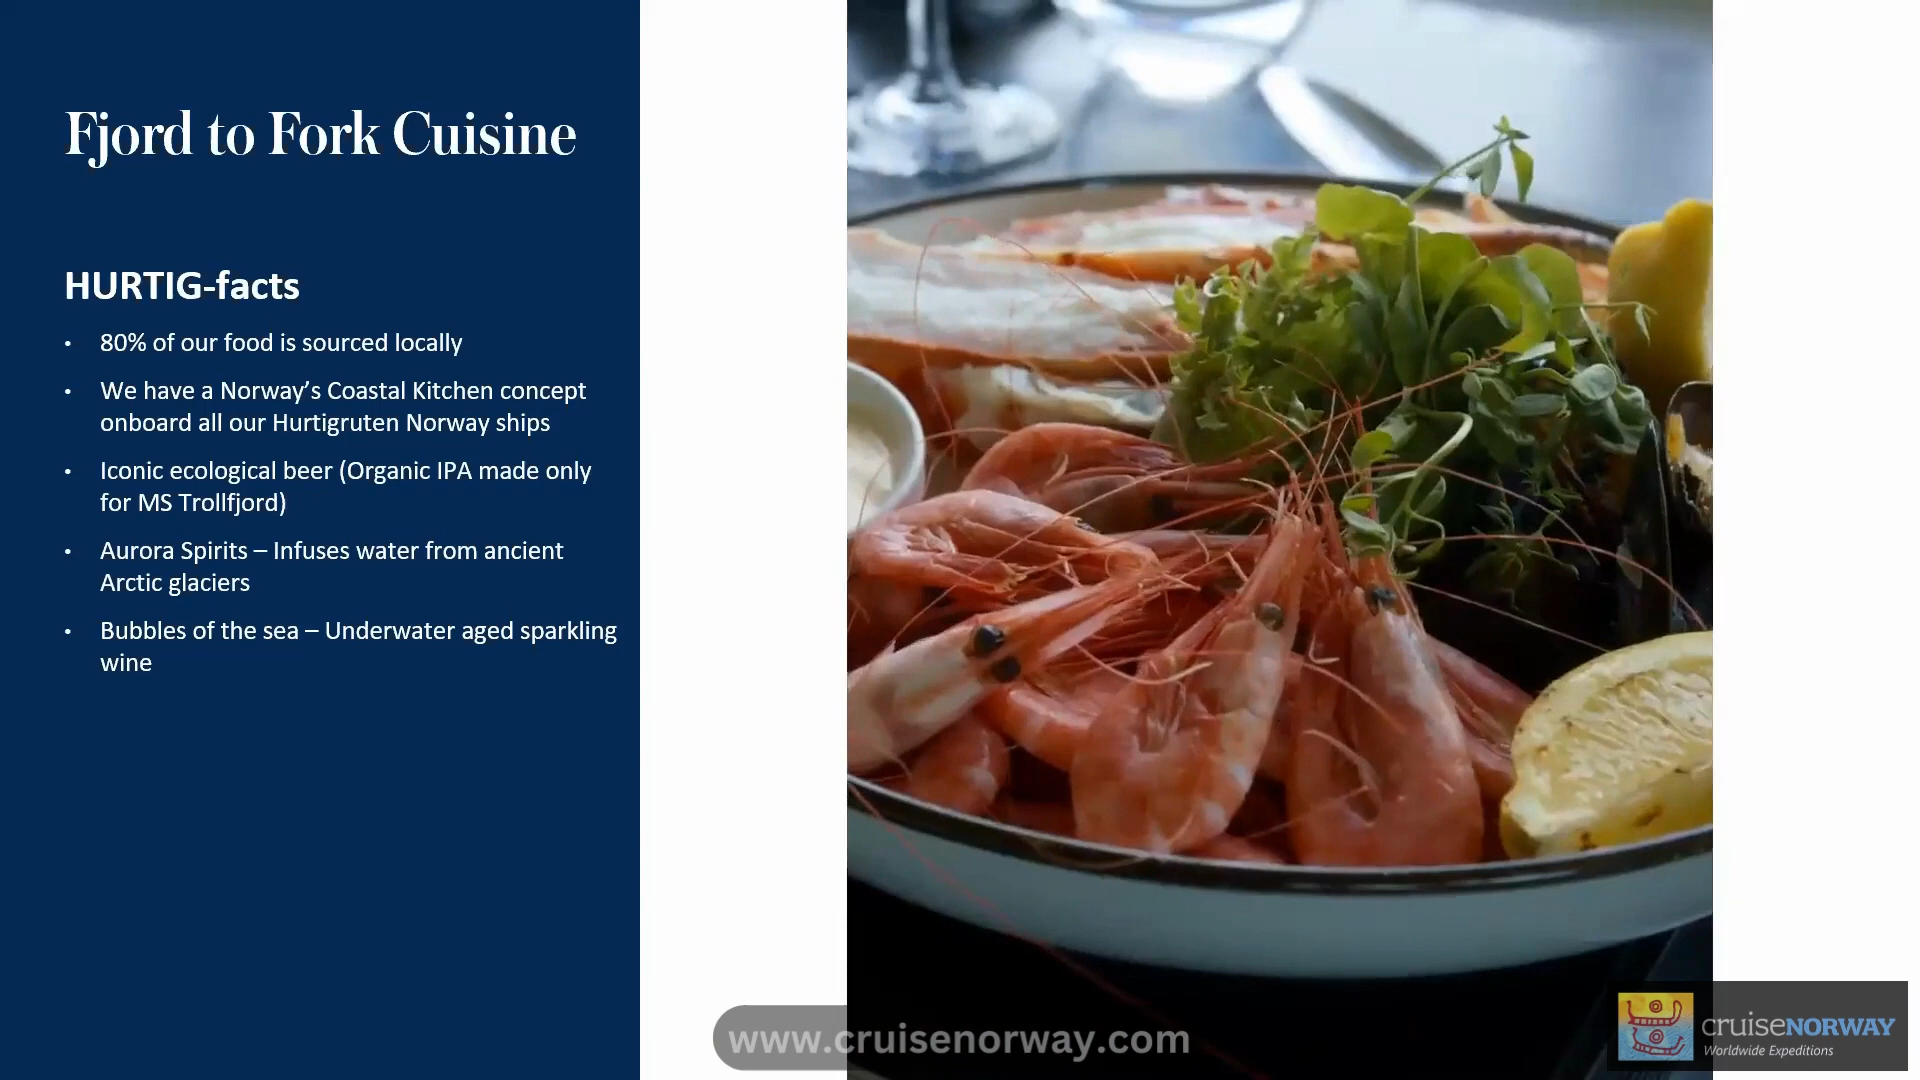 Fjord to Fork Cuisine
HURTIG-facts
• 80% of our food is sourced locally
• We have a Norway’s Coastal Kitchen concept
onboard all our Hurtigruten Norway ships
• Iconic ecological beer (Organic IPA made only
for MS Trollfjord)
• Aurora Spirits – Infuses water from ancient
Arctic glaciers
• Bubbles of the sea – Underwater aged sparkling
wine
www.cruisenorway.com
cruiseNORWAY
Worldwide Expeditions